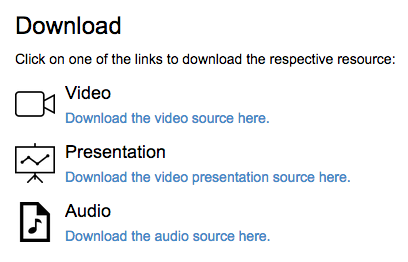 Download
Click on one of the links to download the respective resource:
Video
Download the video source here.
Presentation
Download the video presentation source here.
Audio
Download the audio source here.